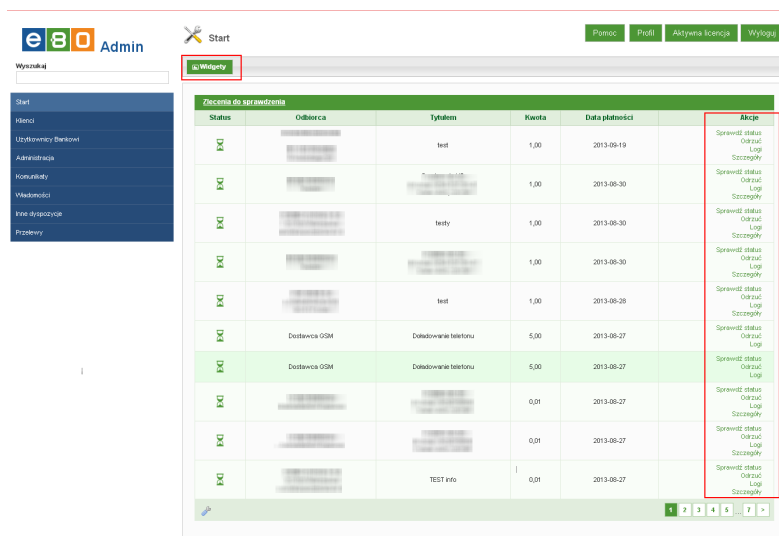 e80 Admin
Start
Pomoc Profil Aktywna licencja Wyloguj
Wyszukaj
Widgety
Start
Klienci
Użytkownicy Bankowi
Administracja
Komunikaty
Wiadomości
Inne dyspozycje
Przelewy
Zlecenia do sprawdzenia
Status Odbiorca Tytułem Kwota Data płatności Akcje
test 1,00 2013-09-19 Sprawdź status
Odrzuć
Logi
Szczegóły
1,00 2013-08-30 Sprawdź status
Odrzuć
Logi
Szczegóły
testy 1,00 2013-08-30 Sprawdź status
Odrzuć
Logi
Szczegóły
1,00 2013-08-30 Sprawdź status
Odrzuć
Logi
Szczegóły
test 1,00 2013-08-28 Sprawdź status
Odrzuć
Logi
Szczegóły
Dostawca GSM Doładowanie telefonu 5,00 2013-08-27 Sprawdź status
Odrzuć
Logi
Dostawca GSM Doładowanie telefonu 5,00 2013-08-27 Sprawdź status
Odrzuć
Logi
0,01 2013-08-27 Sprawdź status
Odrzuć
Logi
Szczegóły
0,01 2013-08-27 Sprawdź status
Odrzuć
Logi
Szczegóły
TEST info 0,01 2013-08-27 Sprawdź status
Odrzuć
Logi
Szczegóły
1 2 3 4 5 ... 7 >